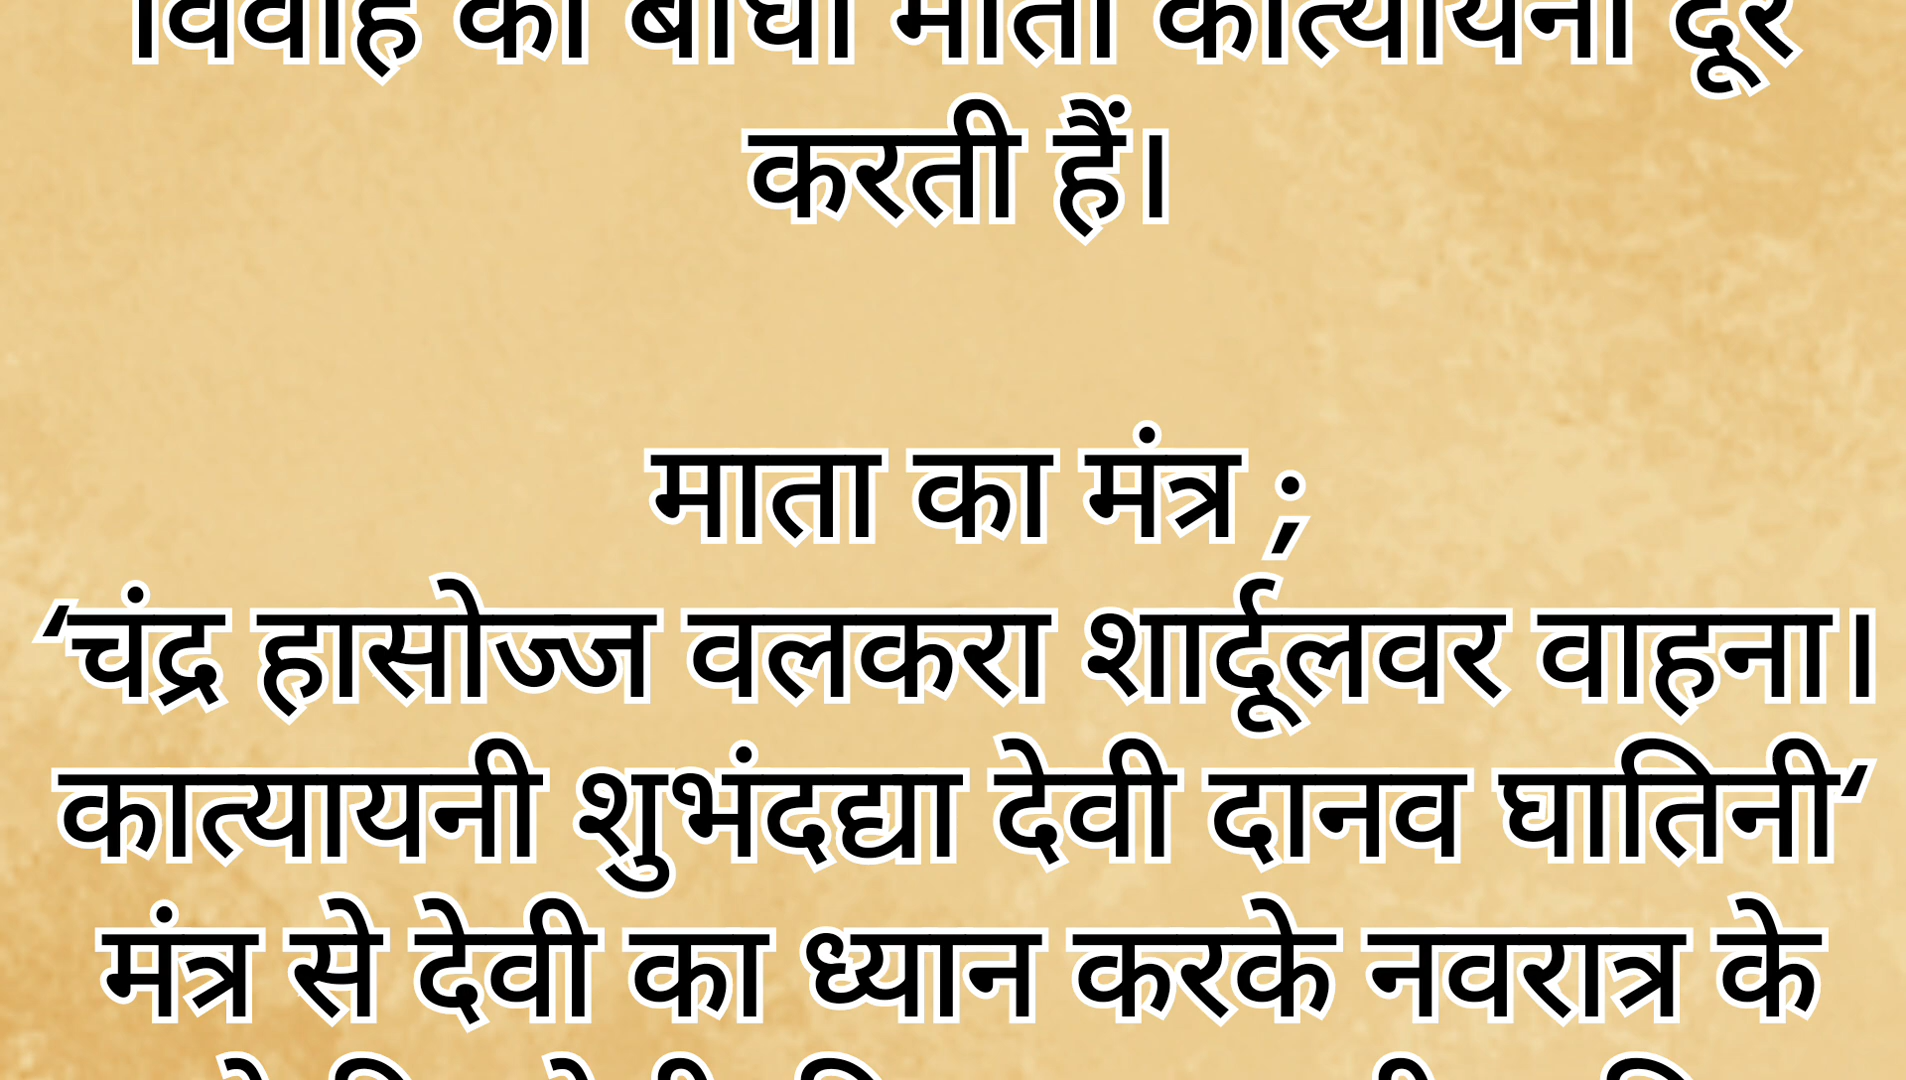 विवाह की बाधा माता कात्यायनी दूर
करती हैं।
माता का मंत्र ;
‘चंद्र हासोज्ज वलकरा शार्दूलवर वाहना।
कात्यायनी शुभंदद्या देवी दानव घातिनी‘
मंत्र से देवी का ध्यान करके नवरात्र के